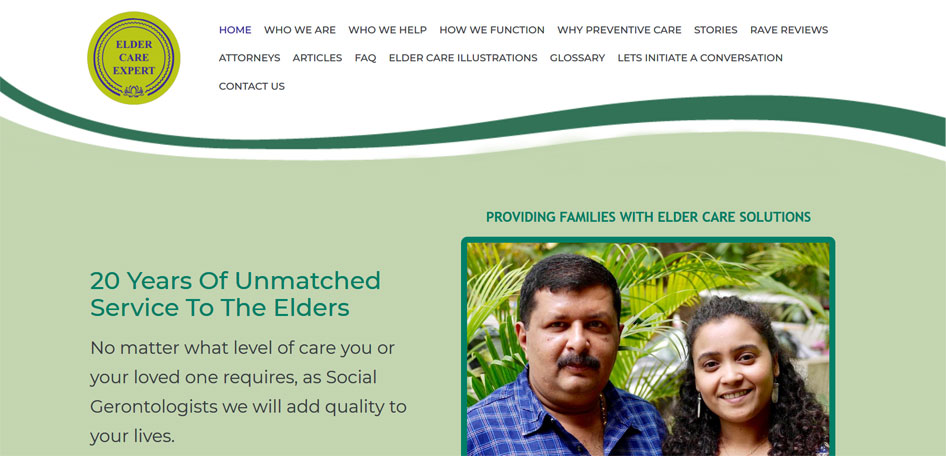 ELDER
CARE
EXPERT
HOME WHO WE ARE WHO WE HELP HOW WE FUNCTION WHY PREVENTIVE CARE STORIES RAVE REVIEWS
ATTORNEYS ARTICLES FAQ ELDER CARE ILLUSTRATIONS GLOSSARY LETS INITIATE A CONVERSATION
CONTACT US
PROVIDING FAMILIES WITH ELDER CARE SOLUTIONS
20 Years Of Unmatched
Service To The Elders
No matter what level of care you or
your loved one requires, as Social
Gerontologists we will add quality to
your lives.